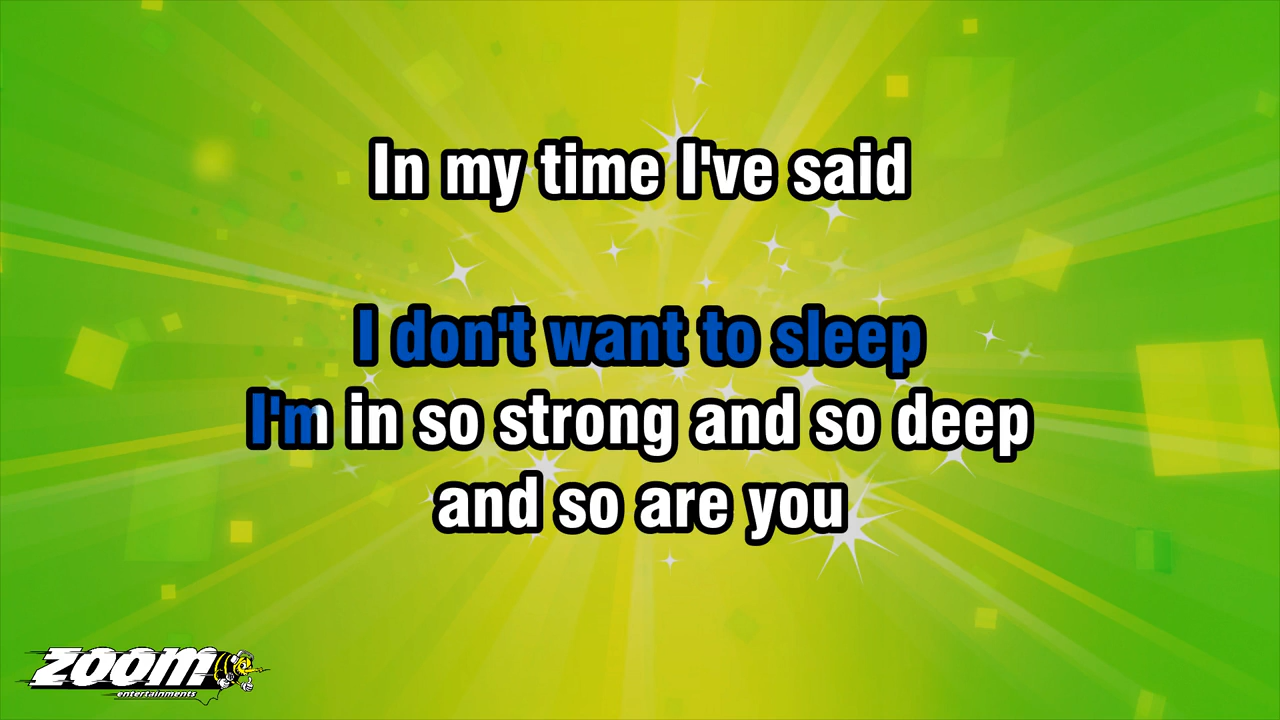 In my time I've said
I don't want to sleep
I'm in so strong and so deep
and so are you
zoom
entertainments